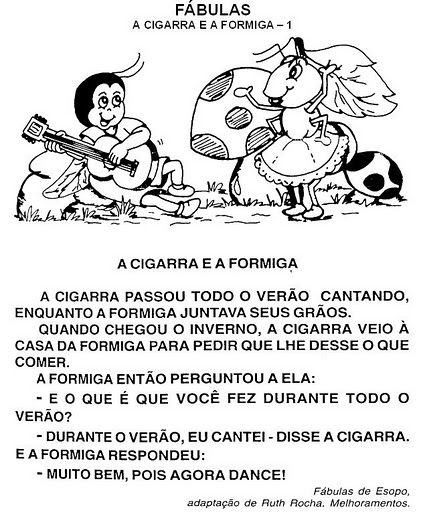 FÁBULAS
A CIGARRA E A FORMIGA – 1
A CIGARRA E A FORMIGA
A CIGARRA PASSOU TODO O VERÃO CANTANDO,
ENQUANTO A FORMIGA JUNTAVA SEUS GRÃOS.
QUANDO CHEGOU O INVERNO, A CIGARRA VEIO À
CASA DA FORMIGA PARA PEDIR QUE LHE DESSE O QUE
COMER.
A FORMIGA ENTÃO PERGUNTOU A ELA:
- E O QUE É QUE VOCÊ FEZ DURANTE TODO O
VERÃO?
- DURANTE O VERÃO, EU CANTEI - DISSE A CIGARRA.
E A FORMIGA RESPONDEU:
- MUITO BEM, POIS AGORA DANCE!
Fábulas de Esopo,
adaptação de Ruth Rocha. Melhoramentos.